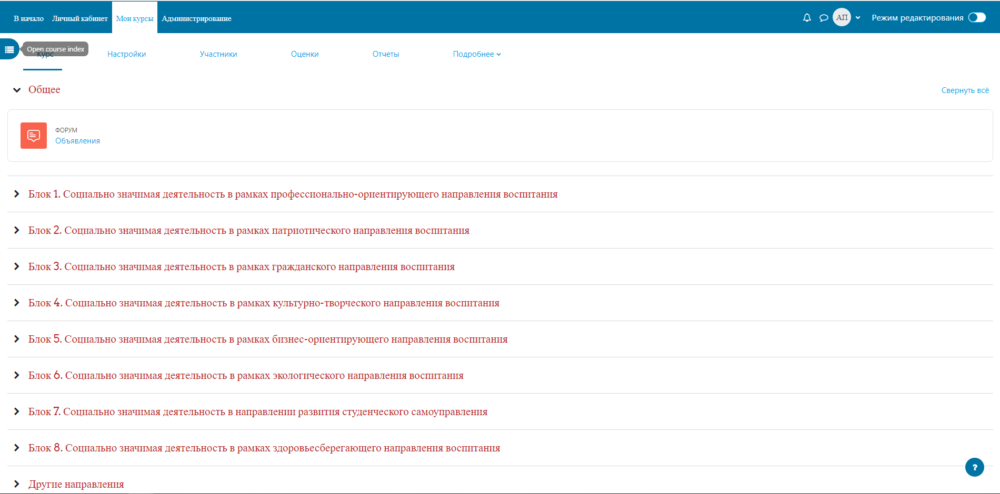 В начало Личный кабинет Мои курсы Администрирование АП Режим редактирования
Open course index
Курс Настройки Участники Оценки Отчеты Подробнее
Общее Свернуть всё
ФОРУМ
Объявления
Блок 1. Социально значимая деятельность в рамках профессионально-ориентирующего направления воспитания
Блок 2. Социально значимая деятельность в рамках патриотического направления воспитания
Блок 3. Социально значимая деятельность в рамках гражданского направления воспитания
Блок 4. Социально значимая деятельность в рамках культурно-творческого направления воспитания
Блок 5. Социально значимая деятельность в рамках бизнес-ориентирующего направления воспитания
Блок 6. Социально значимая деятельность в рамках экологического направления воспитания
Блок 7. Социально значимая деятельность в направлении развития студенческого самоуправления
Блок 8. Социально значимая деятельность в рамках здоровьесберегающего направления воспитания
?
Другие направления